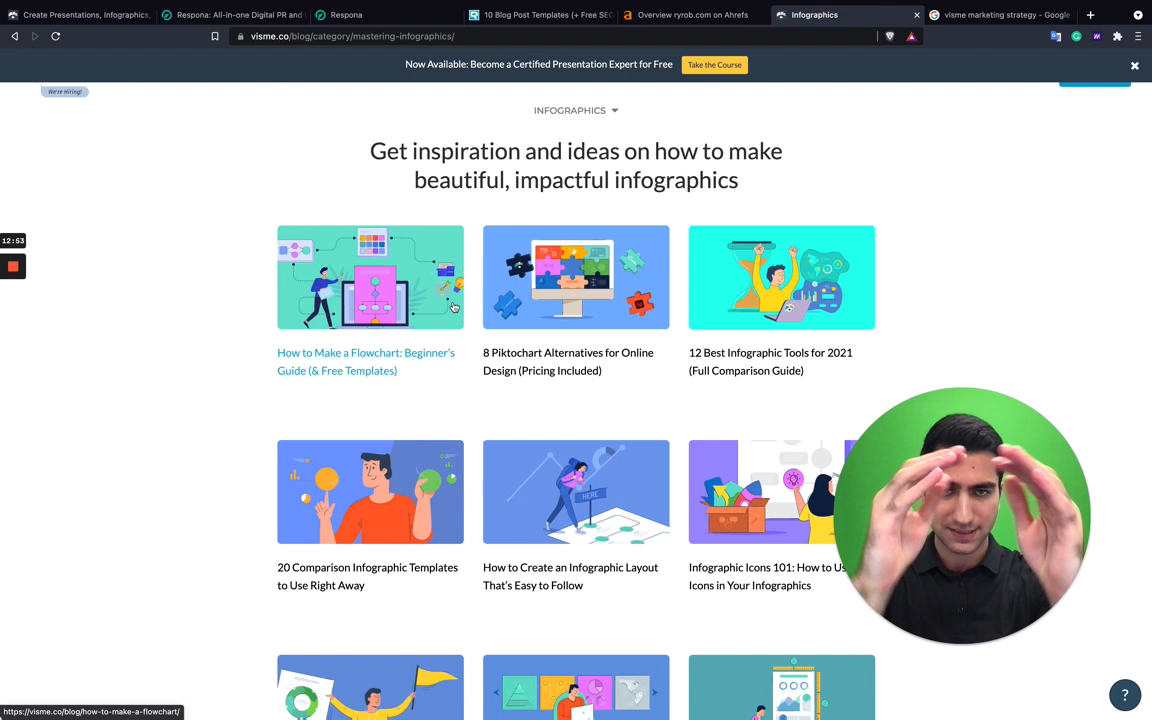 Create Presentations, Infographics,
Respona: All-in-one Digital PR and
Respona
10 Blog Post Templates (+ Free SEO
Overview ryrob.com on Ahrefs
Infographics
visme marketing strategy - Google
visme.co/blog/category/mastering-infographics/
Now Available: Become a Certified Presentation Expert for Free
Take the Course
We're Hiring!
INFOGRAPHICS
Get inspiration and ideas on how to make
beautiful, impactful infographics
12:53
How to Make a Flowchart: Beginner's
Guide (& Free Templates)
8 Piktochart Alternatives for Online
Design (Pricing Included)
12 Best Infographic Tools for 2021
(Full Comparison Guide)
HERE
20 Comparison Infographic Templates
to Use Right Away
How to Create an Infographic Layout
That's Easy to Follow
Infographic Icons 101: How to Us
Icons in Your Infographics
?
https://visme.co/blog/how-to-make-a-flowchart/